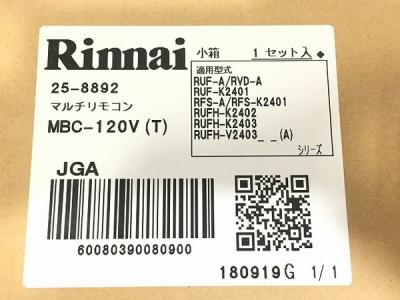 Rinnai
小箱 1セット入◆
25-8892
マルチリモコン
MBC-120V(T)
適用型式
RUF-A/RVD-A
RUF-K2401
RFS-A/RFS-K2401
RUFH-K2402
RUFH-K2403
RUFH-V2403_ _(A)
シリーズ
JGA
60080390080900
180919G 1/1